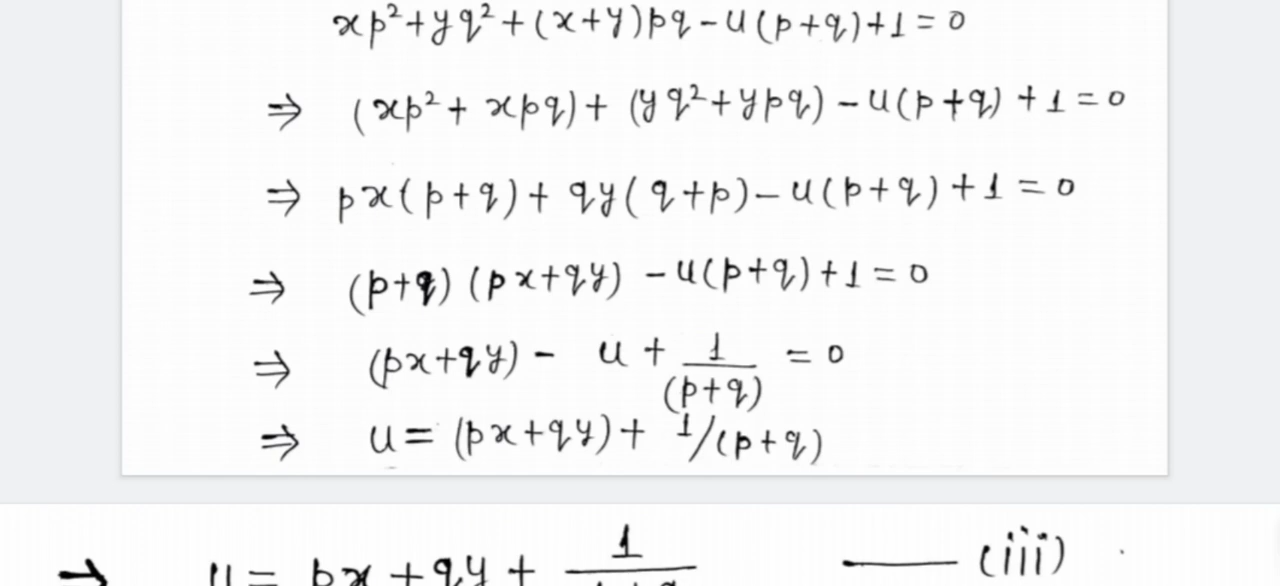 xp²+yq²+(x+y)pq-u(p+q)+1=0
⇒ (xp²+xpq)+(yq²+ypq)-u(p+q)+1=0
⇒ px(p+q)+qy(q+p)-u(p+q)+1=0
⇒ (p+q)(px+qy)-u(p+q)+1=0
⇒ (px+qy)- u+ 1/(p+q) =0
⇒ u=(px+qy)+ 1/(p+q)
→ u= px+qy+ 1/ —(iii)